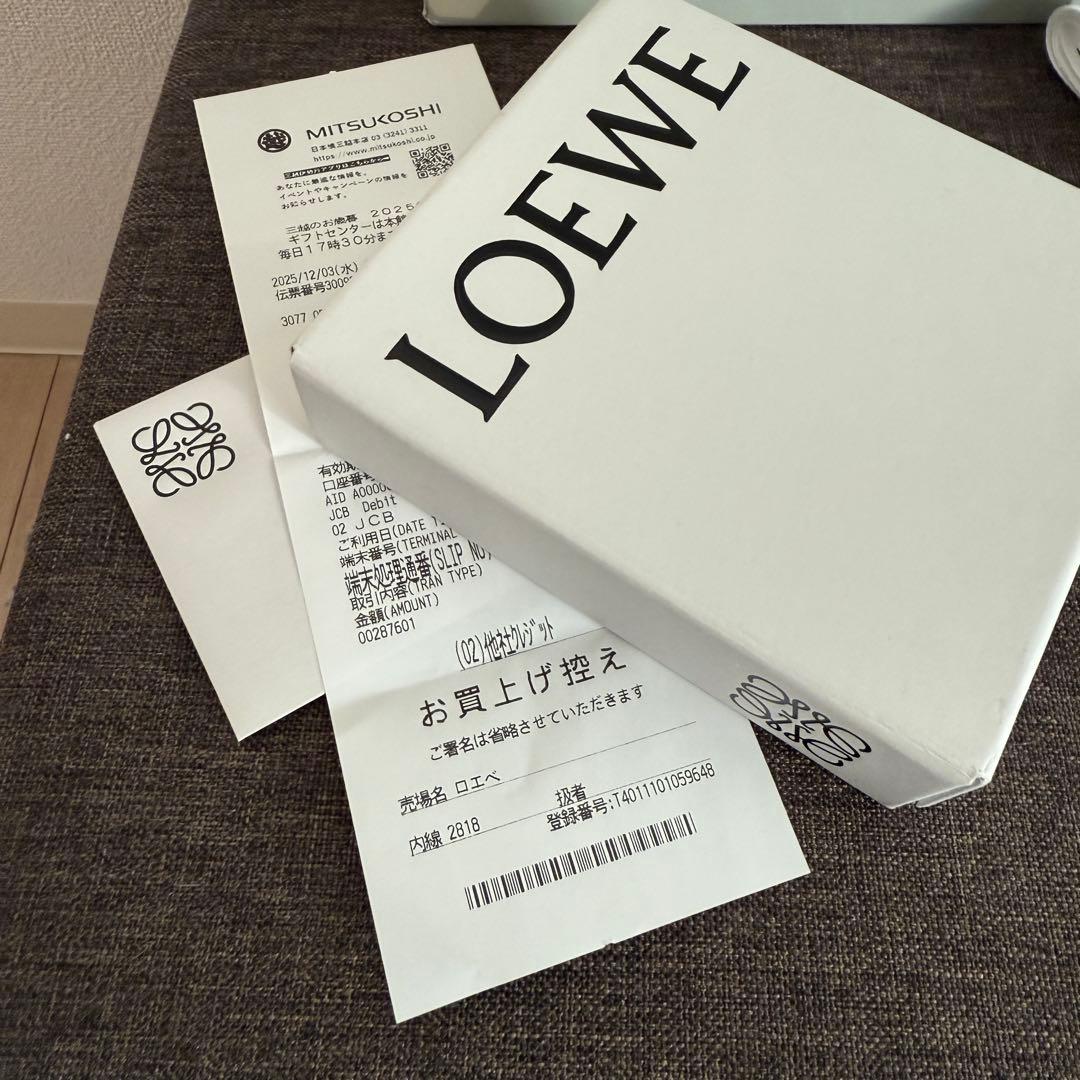 MITSUKOSHI
日本橋三越本店 03 (3241) 3311
https://www.mitsukoshi.co.jp
あなたに最適な情報を。
イベントやキャンペーンの情報を
お知らせします。
三越のお歳暮 2025
ギフトセンターは本館
毎日17時30分ま
2025/12/03(水)
伝票番号3009
3077
LOEWE
有効
口座番号
AID A00000
JCB Debit
02 JCB
ご利用日(DATE
端末番号(TERMINAL
端末処理通番(SLIP NO)
取引内容(TRAN TYPE)
金額(AMOUNT)
00287601
(02)他社クレジット
お買上げ控え
ご署名は省略させていただきます
売場名 ロエベ
扱者
内線 2818
登録番号:T4011101059648